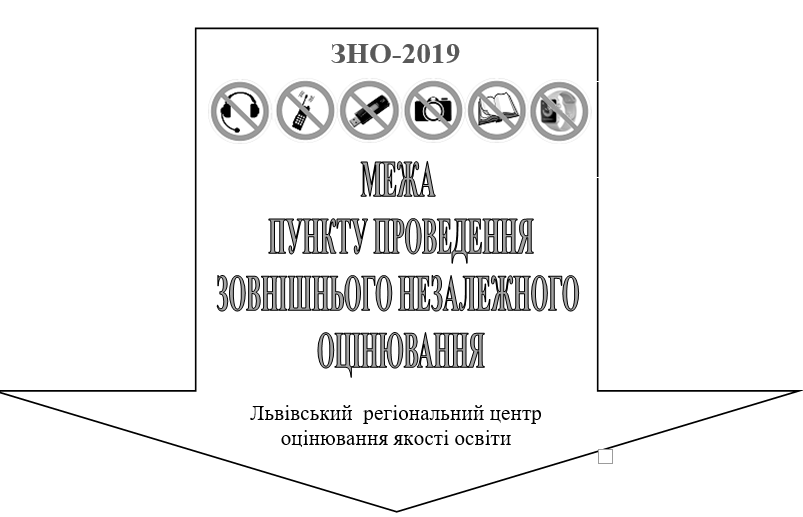 ЗНО-2019
МЕЖА
ПУНКТУ ПРОВЕДЕННЯ
ЗОВНІШНЬОГО НЕЗАЛЕЖНОГО
ОЦІНЮВАННЯ
Львівський регіональний центр
оцінювання якості освіти